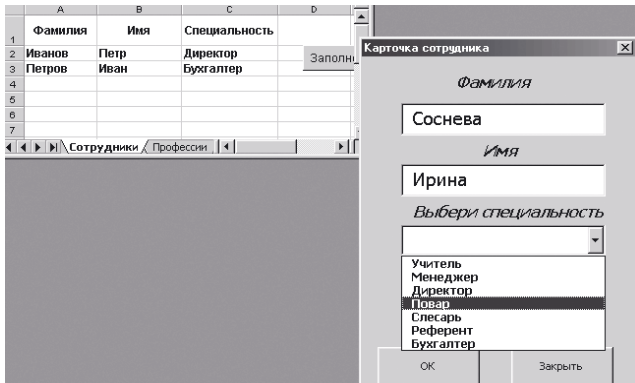 A B C D
1 Фамилия Имя Специальность
2 Иванов Петр Директор
3 Петров Иван Бухгалтер
4
5
6
7
Заполн
Сотрудники Профессии
Карточка сотрудника
Фамилия
Соснева
Имя
Ирина
Выбери специальность
Учитель
Менеджер
Директор
Повар
Слесарь
Референт
Бухгалтер
OK Закрыть